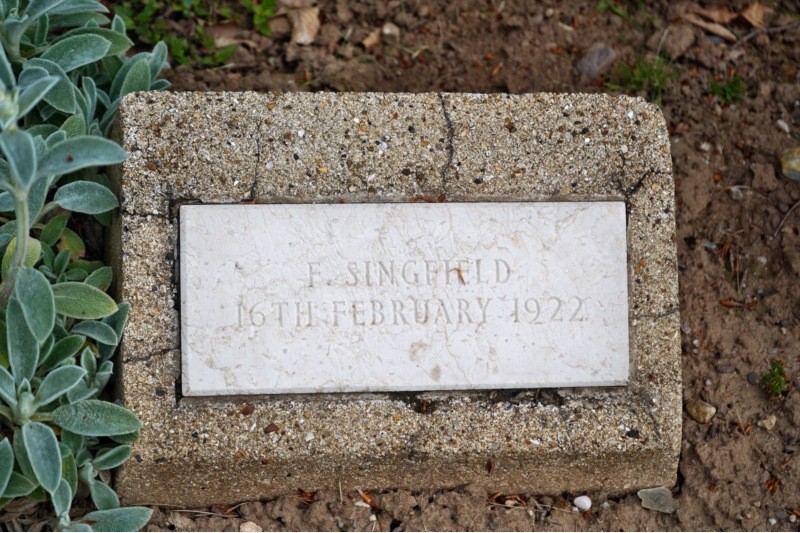 F. SINGFIELD
16TH FEBRUARY 1922